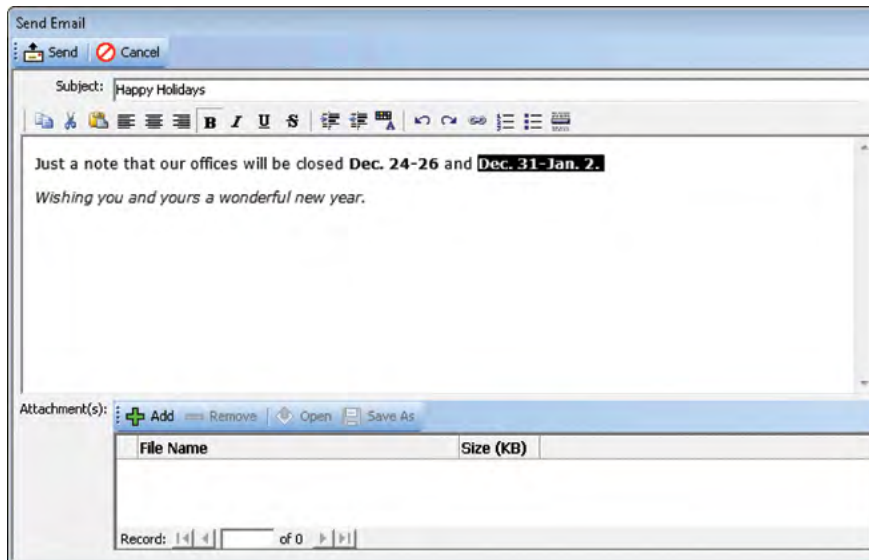 Send Email
Send Cancel
Subject: Happy Holidays
B I U S
Just a note that our offices will be closed Dec. 24-26 and Dec. 31-Jan. 2.
Wishing you and yours a wonderful new year.
Attachment(s): Add Remove Open Save As
File Name Size (KB)
Record: of 0